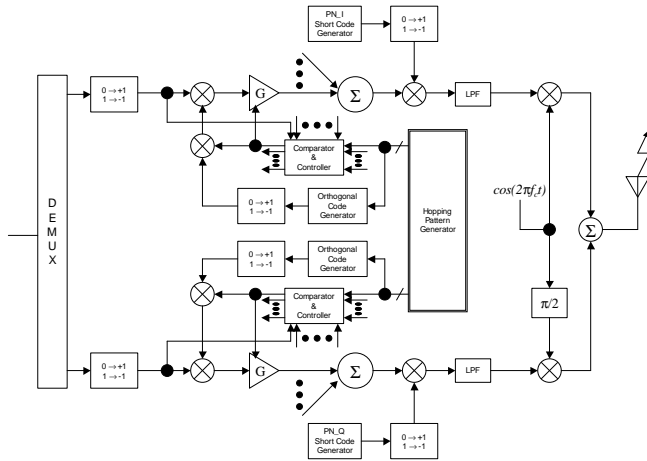 PN_I
Short Code
Generator
0→+1
1→-1
0→+1
1→-1
G
Σ
LPF
Comparator
&
Controller
0→+1
1→-1
Orthogonal
Code
Generator
Hopping
Pattern
Generator
cos(2πf_c t)
D
E
M
U
X
Σ
0→+1
1→-1
Orthogonal
Code
Generator
Comparator
&
Controller
π/2
0→+1
1→-1
G
Σ
LPF
PN_Q
Short Code
Generator
0→+1
1→-1